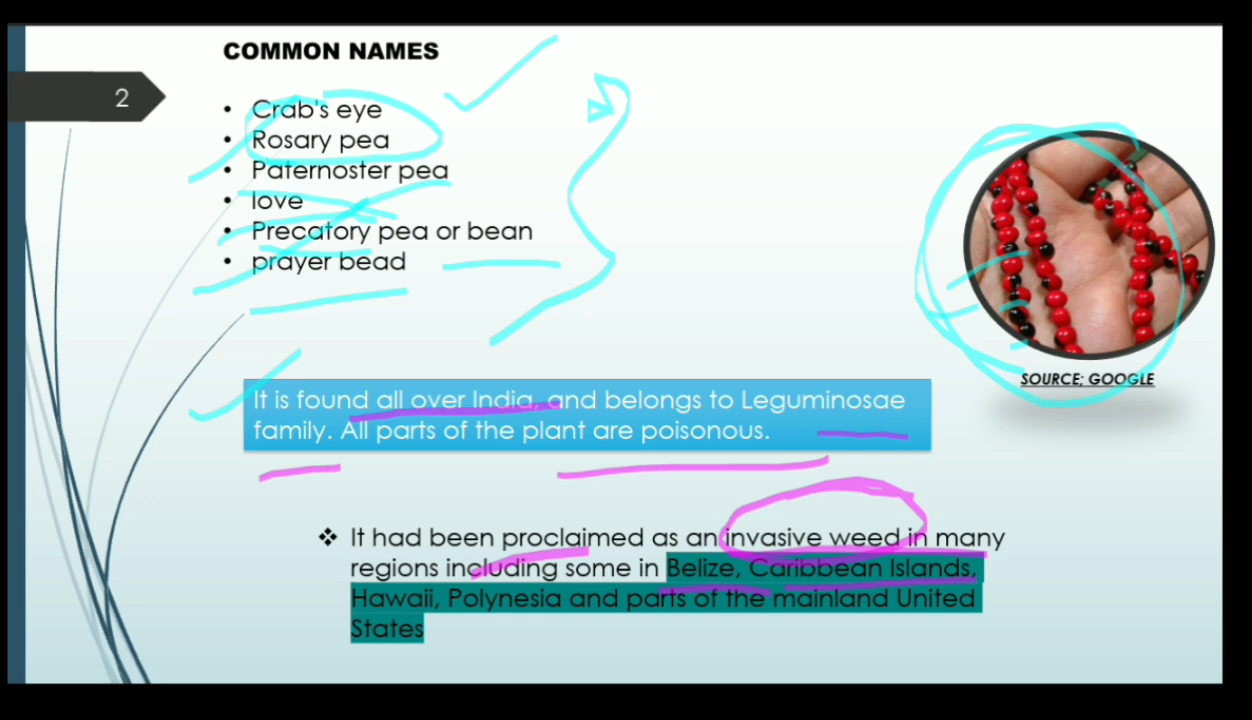 COMMON NAMES
2
• Crab's eye
• Rosary pea
• Paternoster pea
• love
• Precatory pea or bean
• prayer bead
SOURCE; GOOGLE
It is found all over India, and belongs to Leguminosae
family. All parts of the plant are poisonous.
❖ It had been proclaimed as an invasive weed in many
regions including some in Belize, Caribbean Islands,
Hawaii, Polynesia and parts of the mainland United
States